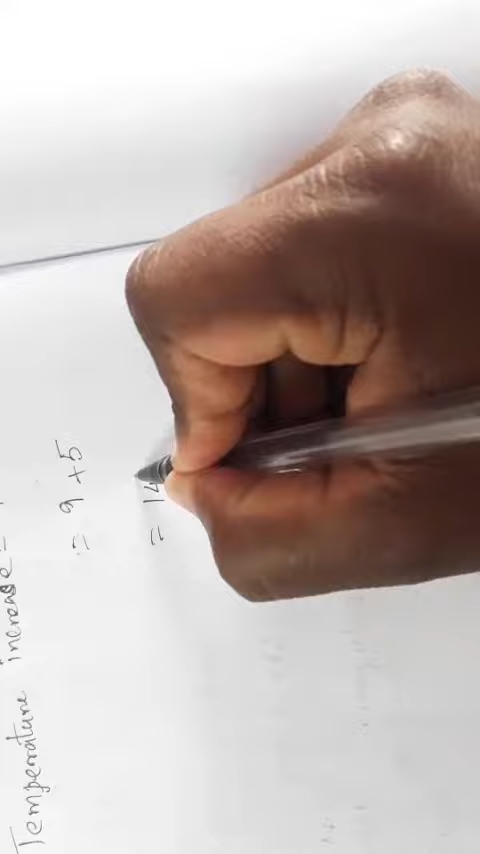 Temperature increase =
= 9 + 5
= 14